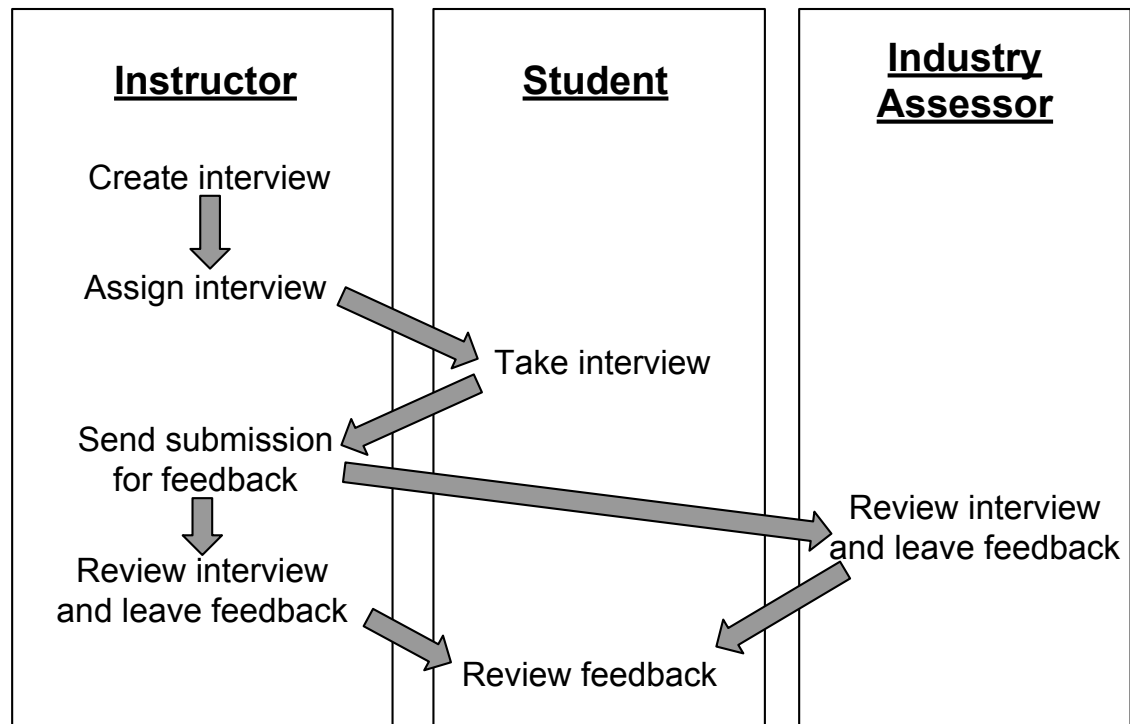 Instructor
Create interview
Assign interview
Send submission
for feedback
Review interview
and leave feedback
Student
Take interview
Review feedback
Industry
Assessor
Review interview
and leave feedback